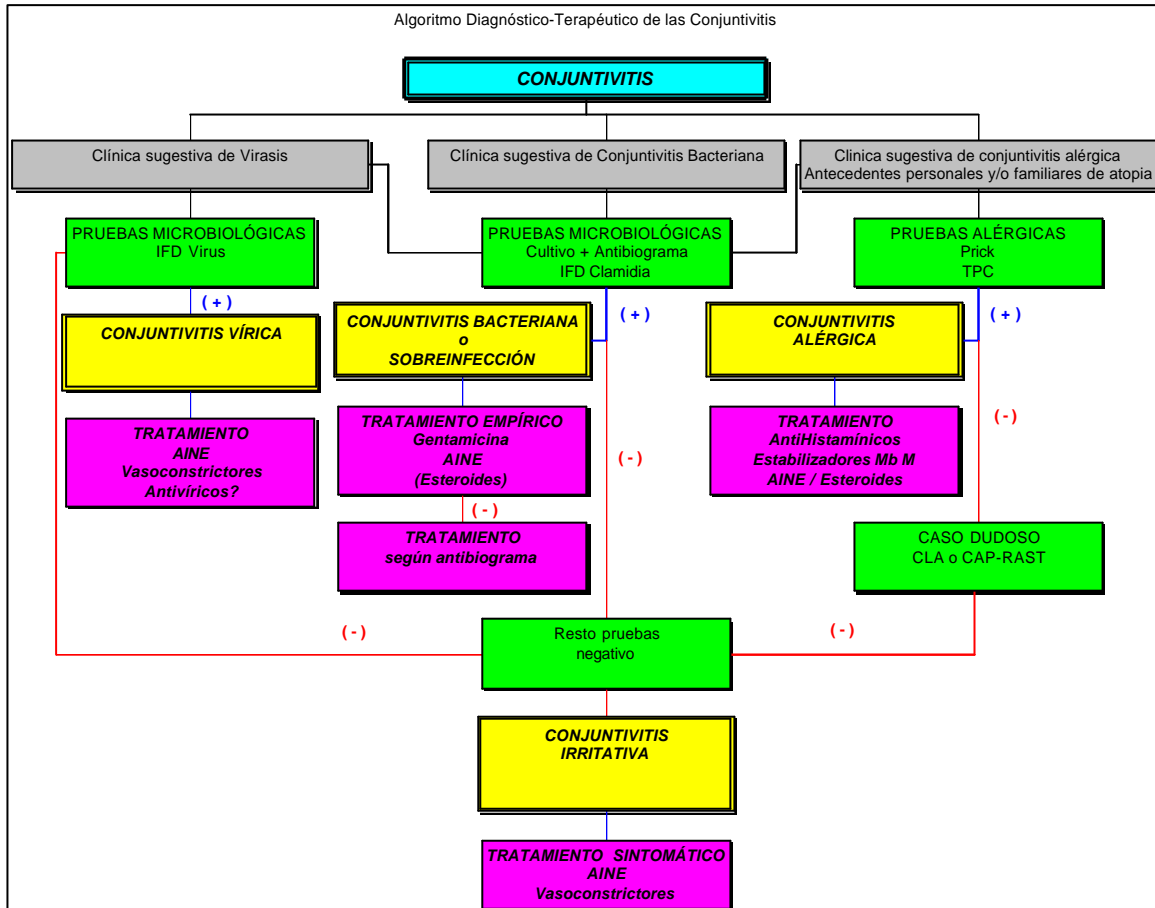 Algoritmo Diagnóstico-Terapéutico de las Conjuntivitis
CONJUNTIVITIS
Clínica sugestiva de Virasis
Clínica sugestiva de Conjuntivitis Bacteriana
Clinica sugestiva de conjuntivitis alérgica
Antecedentes personales y/o familiares de atopia
PRUEBAS MICROBIOLÓGICAS
IFD Virus
PRUEBAS MICROBIOLÓGICAS
Cultivo + Antibiograma
IFD Clamidia
PRUEBAS ALÉRGICAS
Prick
TPC
( + )
( + )
( + )
CONJUNTIVITIS VÍRICA
CONJUNTIVITIS BACTERIANA
o
SOBREINFECCIÓN
CONJUNTIVITIS
ALÉRGICA
TRATAMIENTO
AINE
Vasoconstrictores
Antivíricos?
TRATAMIENTO EMPÍRICO
Gentamicina
AINE
(Esteroides)
( - )
TRATAMIENTO
AntiHistamínicos
Estabilizadores Mb M
AINE / Esteroides
( - )
( - )
TRATAMIENTO
según antibiograma
CASO DUDOSO
CLA o CAP-RAST
( - )
Resto pruebas
negativo
( - )
CONJUNTIVITIS
IRRITATIVA
TRATAMIENTO SINTOMÁTICO
AINE
Vasoconstrictores